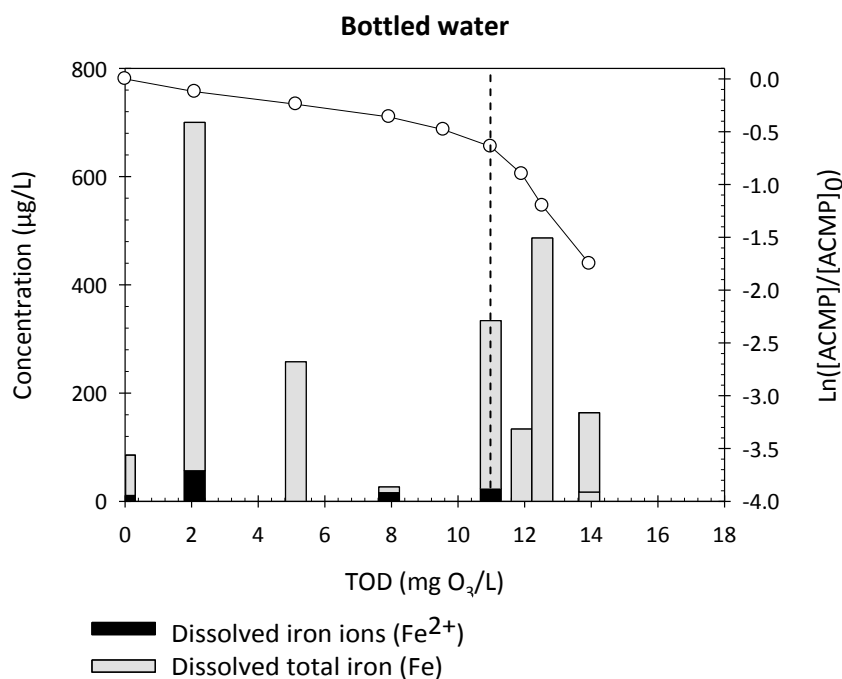 Bottled water
800
600
400
200
0
Concentration (µg/L)
0.0
-0.5
-1.0
-1.5
-2.0
-2.5
-3.0
-3.5
-4.0
Ln([ACMP]/[ACMP]0)
0 2 4 6 8 10 12 14 16 18
TOD (mg O₃/L)
Dissolved iron ions (Fe²⁺)
Dissolved total iron (Fe)